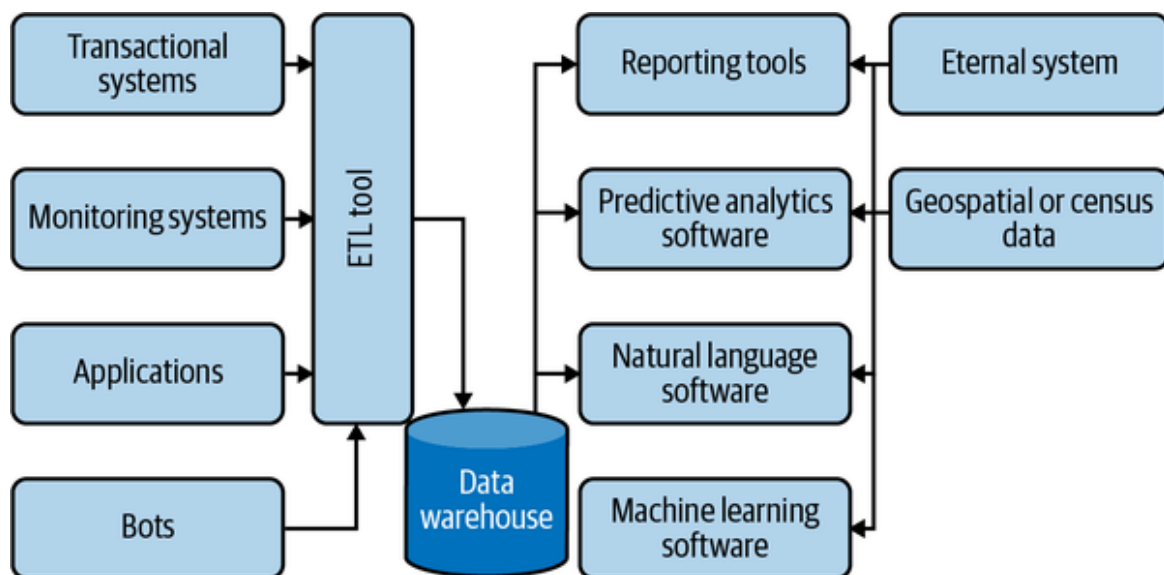 Transactional
systems
Monitoring systems
Applications
Bots
ETL tool
Data
warehouse
Reporting tools
Predictive analytics
software
Natural language
software
Machine learning
software
Eternal system
Geospatial or census
data